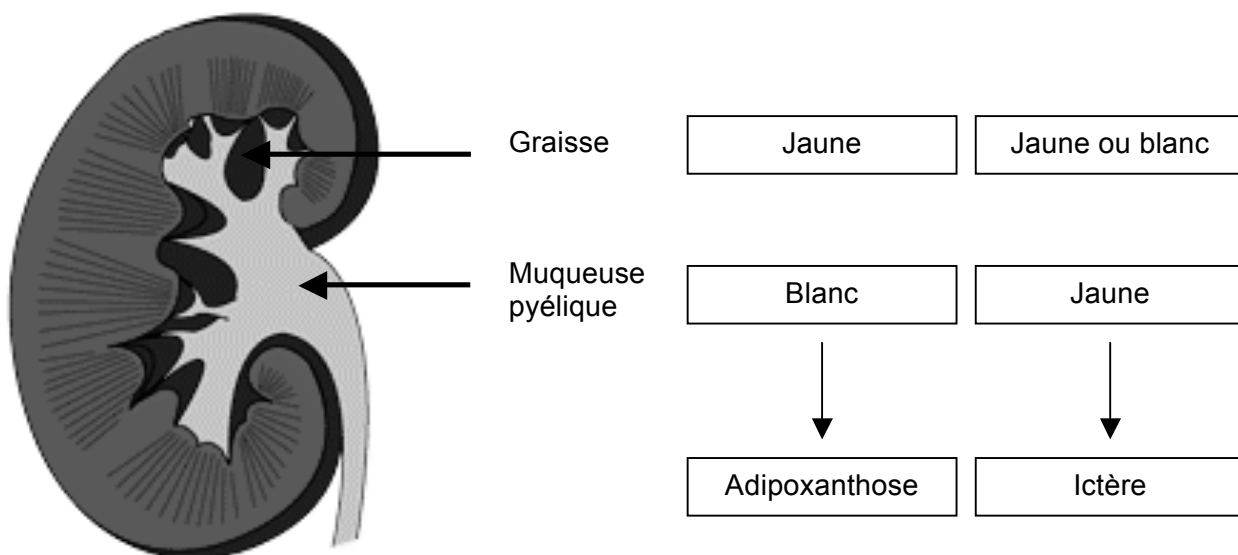 Graisse
Jaune
Jaune ou blanc
Muqueuse
pyélique
Blanc
Jaune
Adipoxanthose
Ictère